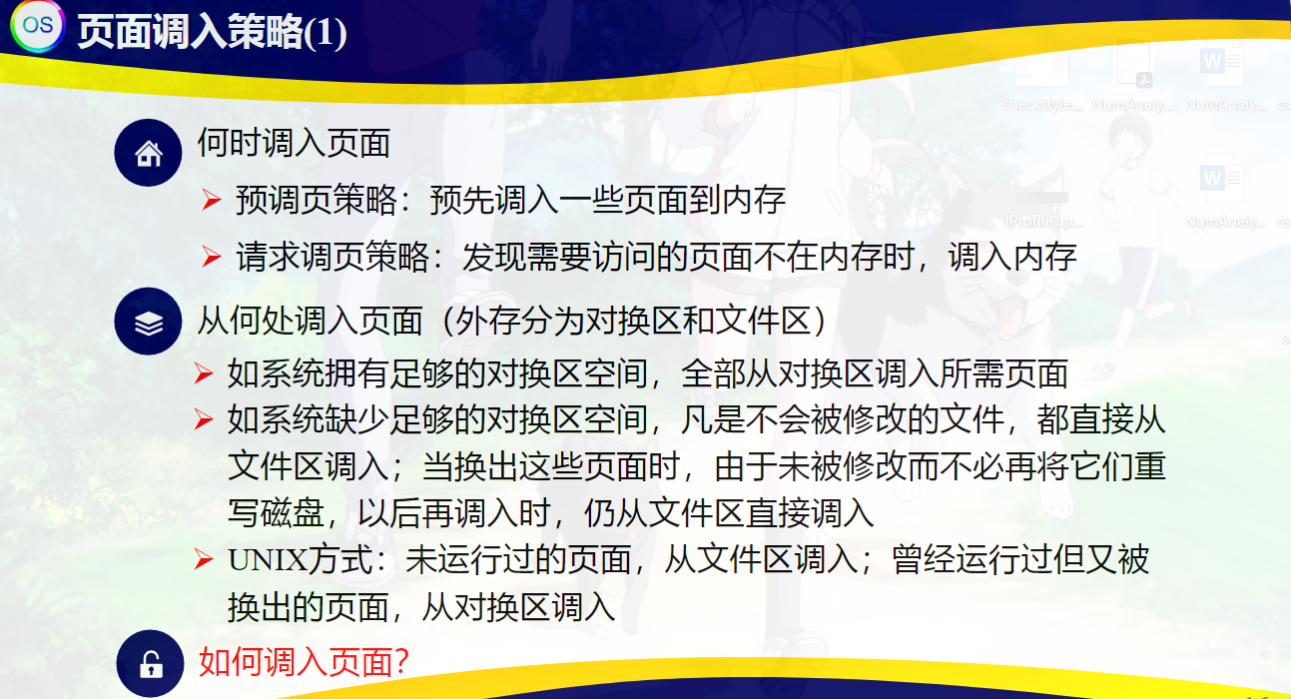 OS
页面调入策略(1)
checkstyle...
NumAnaly...
NumAnaly...
何时调入页面
预调页策略：预先调入一些页面到内存
NumAnaly...
请求调页策略：发现需要访问的页面不在内存时，调入内存
从何处调入页面（外存分为对换区和文件区）
如系统拥有足够的对换区空间，全部从对换区调入所需页面
如系统缺少足够的对换区空间，凡是不会被修改的文件，都直接从
文件区调入；当换出这些页面时，由于未被修改而不必再将它们重
写磁盘，以后再调入时，仍从文件区直接调入
UNIX方式：未运行过的页面，从文件区调入；曾经运行过但又被
换出的页面，从对换区调入
如何调入页面？